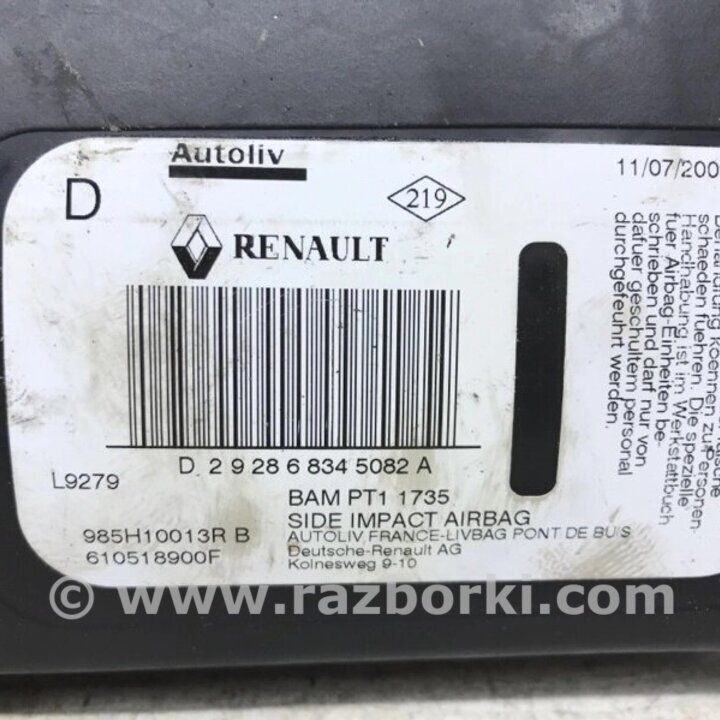 Autoliv
D
219
11/07/200
RENAULT
D 2 9 28 6 834 5082 A
L9279
BAM PT1 1735
SIDE IMPACT AIRBAG
985H10013R B
AUTOLIV FRANCE-LIVBAG PONT DE BUIS
610518900F
Deutsche-Renault AG
Kolnesweg 9-10
koennen zu
schaeden fuehren. Die spezielle
Handhabung ist im Werkstattbuch
fuer Airbag-Einheiten be-
schrieben und darf nur von
dafuer geschultem personal
durchgefeuhrt werden.
© www.razborki.com